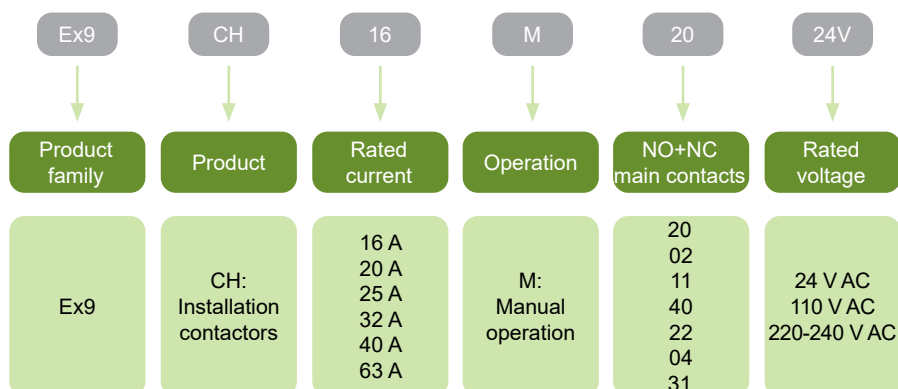 Ex9
CH
16
M
20
24V
Product
family
Product
Rated
current
Operation
NO+NC
main contacts
Rated
voltage
Ex9
CH:
Installation
contactors
16 A
20 A
25 A
32 A
40 A
63 A
M:
Manual
operation
20
02
11
40
22
04
31
24 V AC
110 V AC
220-240 V AC